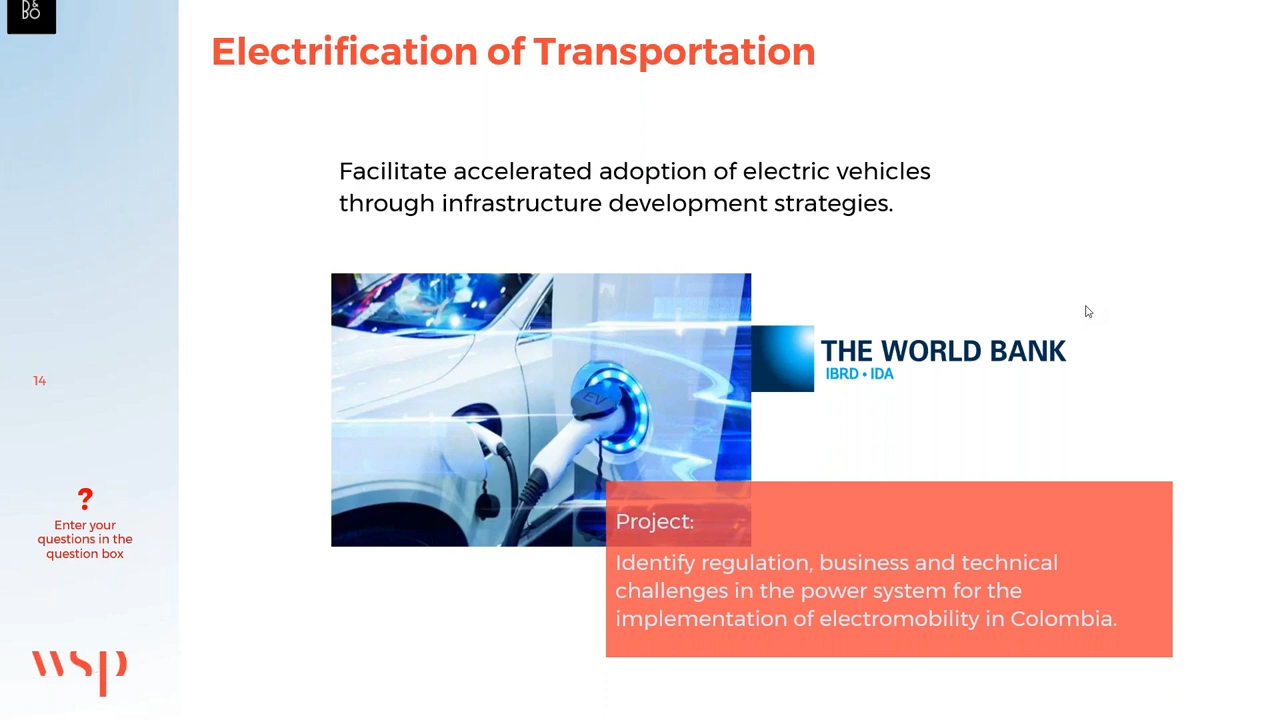 B&
BO
Electrification of Transportation
Facilitate accelerated adoption of electric vehicles
through infrastructure development strategies.
EV
THE WORLD BANK
IBRD • IDA
14
?
Enter your
questions in the
question box
Project:
Identify regulation, business and technical
challenges in the power system for the
implementation of electromobility in Colombia.
wsp